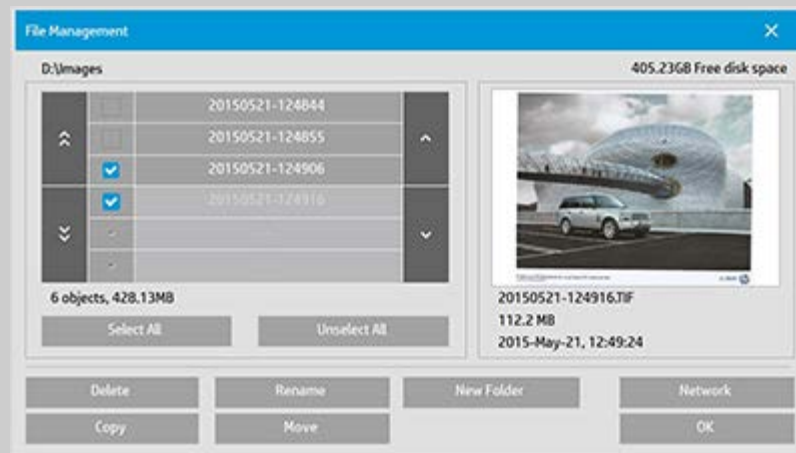 File Management
D:\Images
405.23GB Free disk space
20150521-124844
20150521-124855
20150521-124906
20150521-124916
6 objects, 428.13MB
Select All
Unselect All
20150521-124916.TIF
112.2 MB
2015-May-21, 12:49:24
Delete
Rename
New Folder
Network
Copy
Move
OK